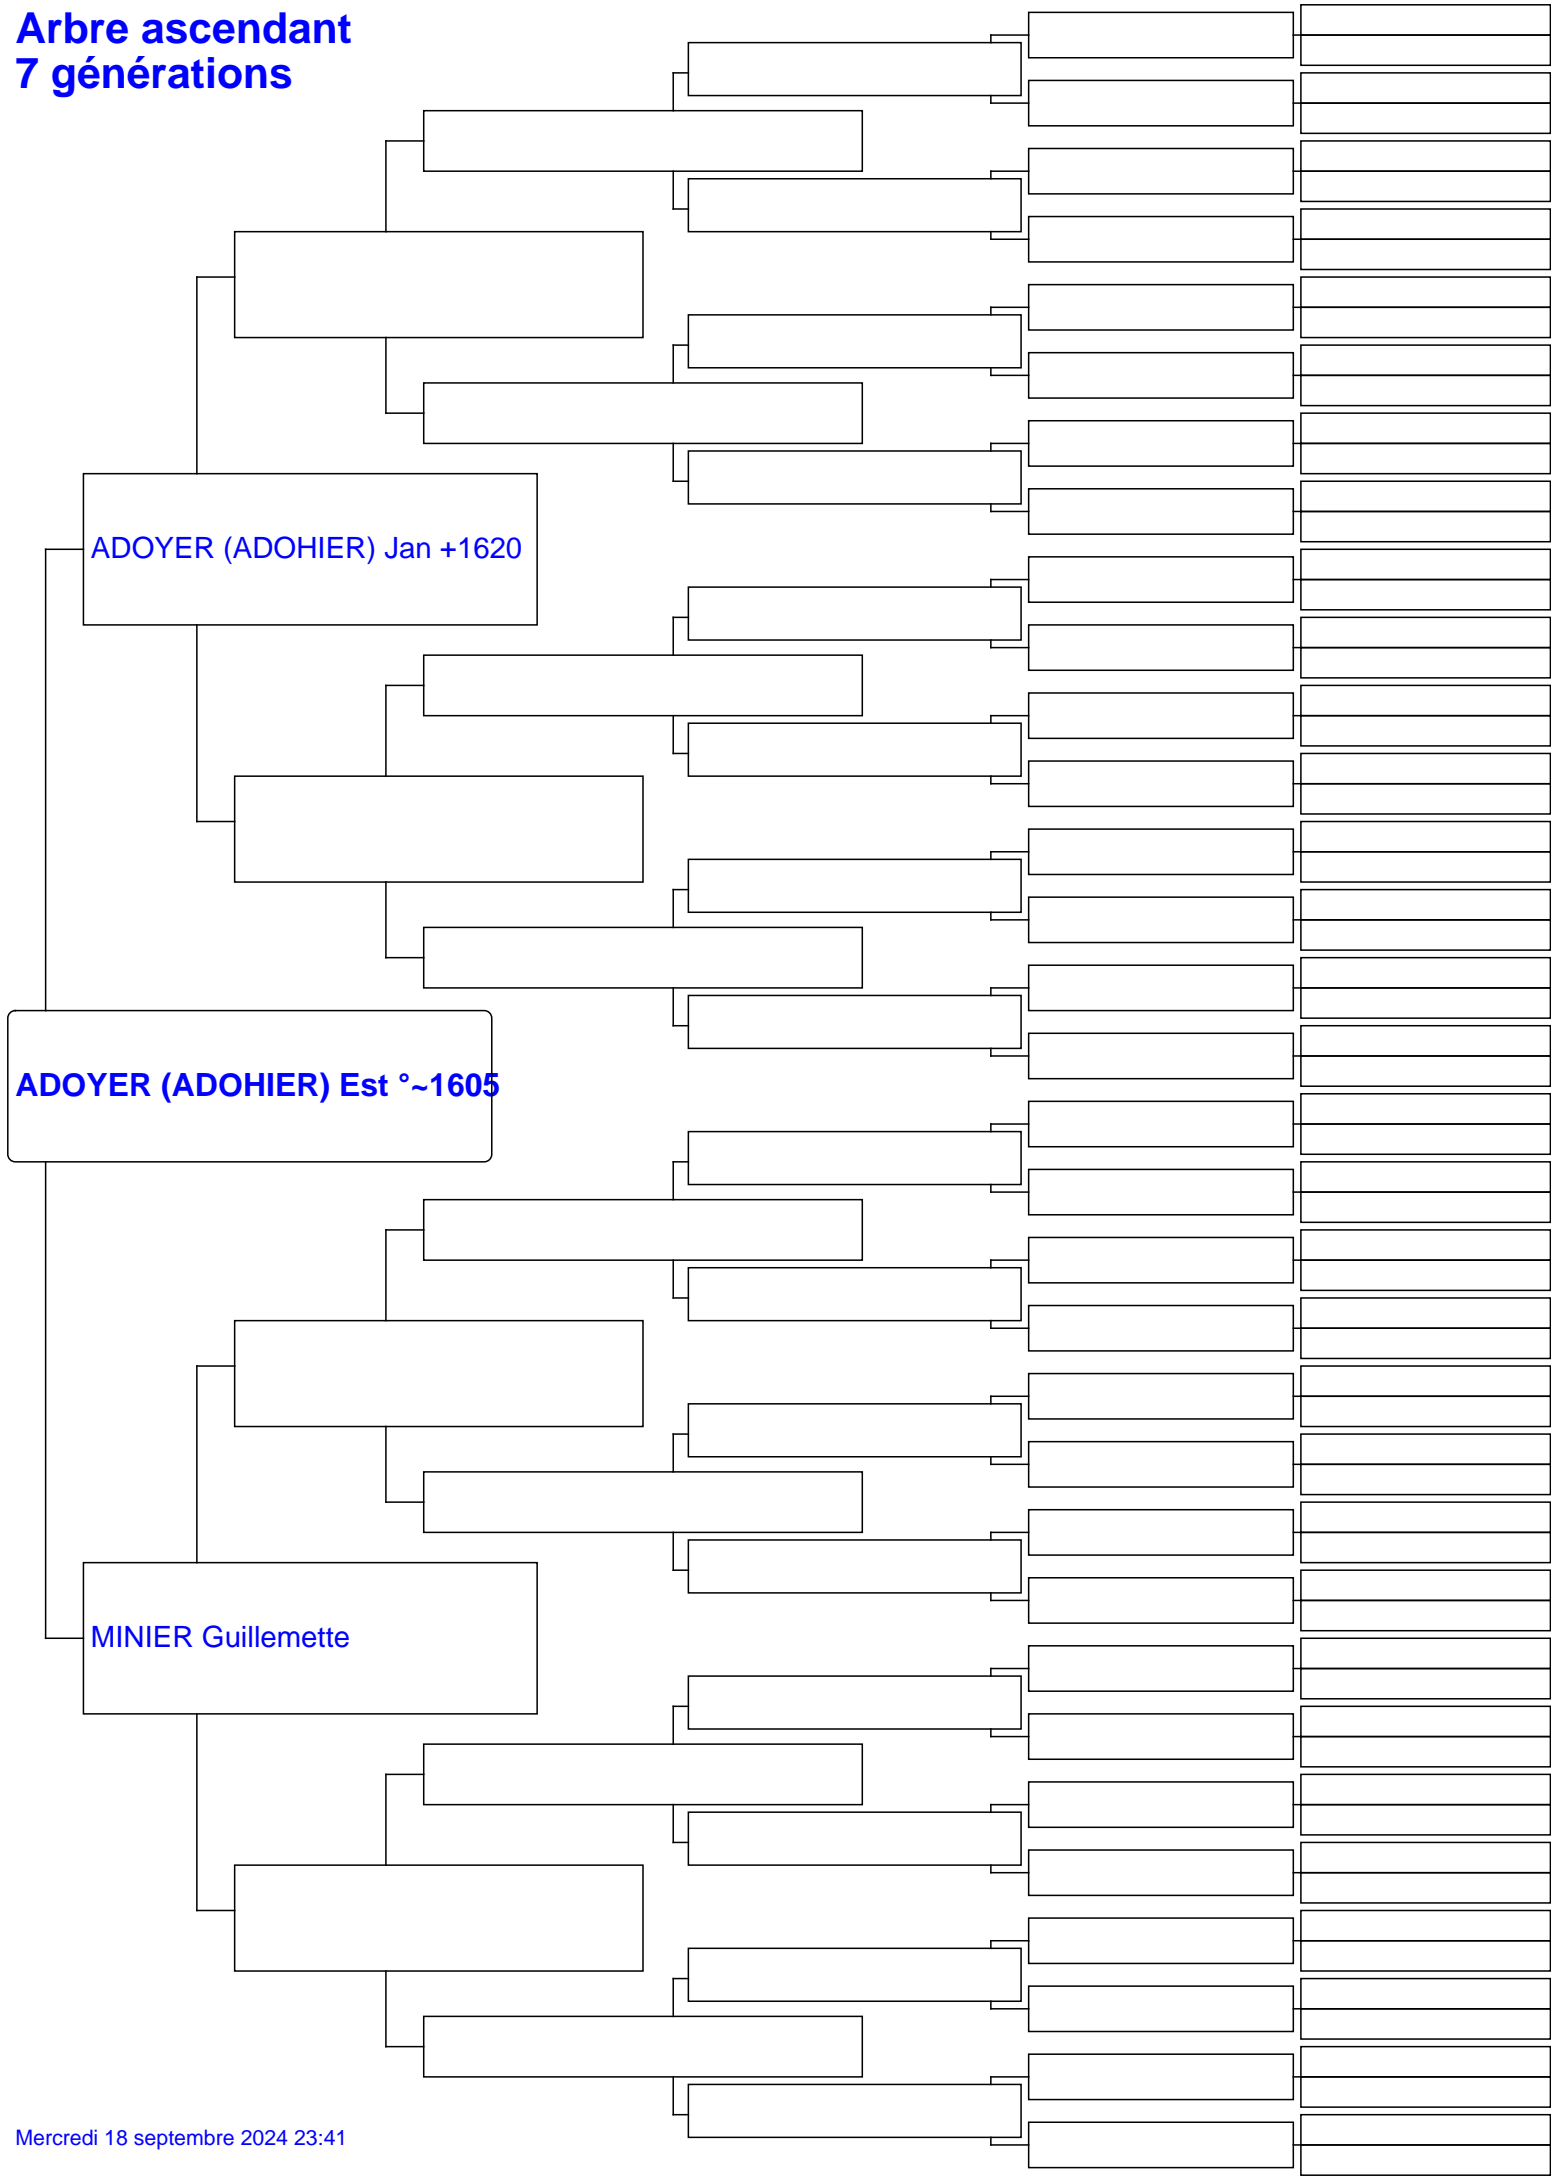 Arbre ascendant
7 générations
ADOYER (ADOHIER) Jan +1620
ADOYER (ADOHIER) Est °~1605
MINIER Guillemette
Mercredi 18 septembre 2024 23:41